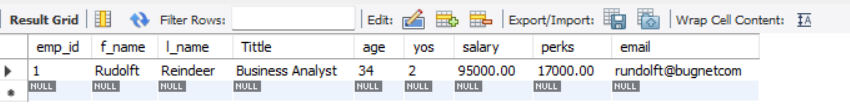 Result Grid Filter Rows: Edit: Export/Import: Wrap Cell Content: IA
emp_id f_name l_name Tittle age yos salary perks email
1 Rudolft Reindeer Business Analyst 34 2 95000.00 17000.00 rundolft@bugnetcom
NULL NULL NULL NULL NULL NULL NULL NULL NULL